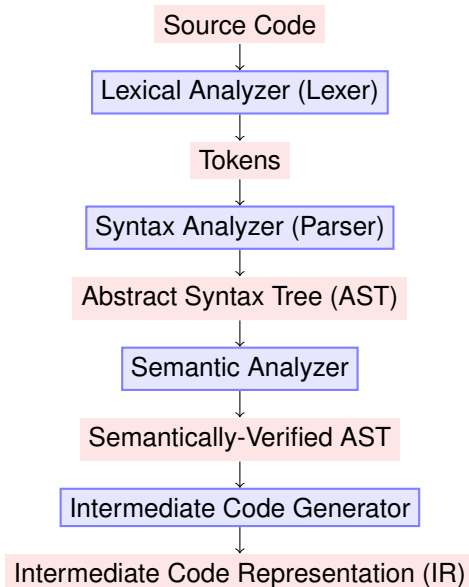 Source Code
Lexical Analyzer (Lexer)
Tokens
Syntax Analyzer (Parser)
Abstract Syntax Tree (AST)
Semantic Analyzer
Semantically-Verified AST
Intermediate Code Generator
Intermediate Code Representation (IR)